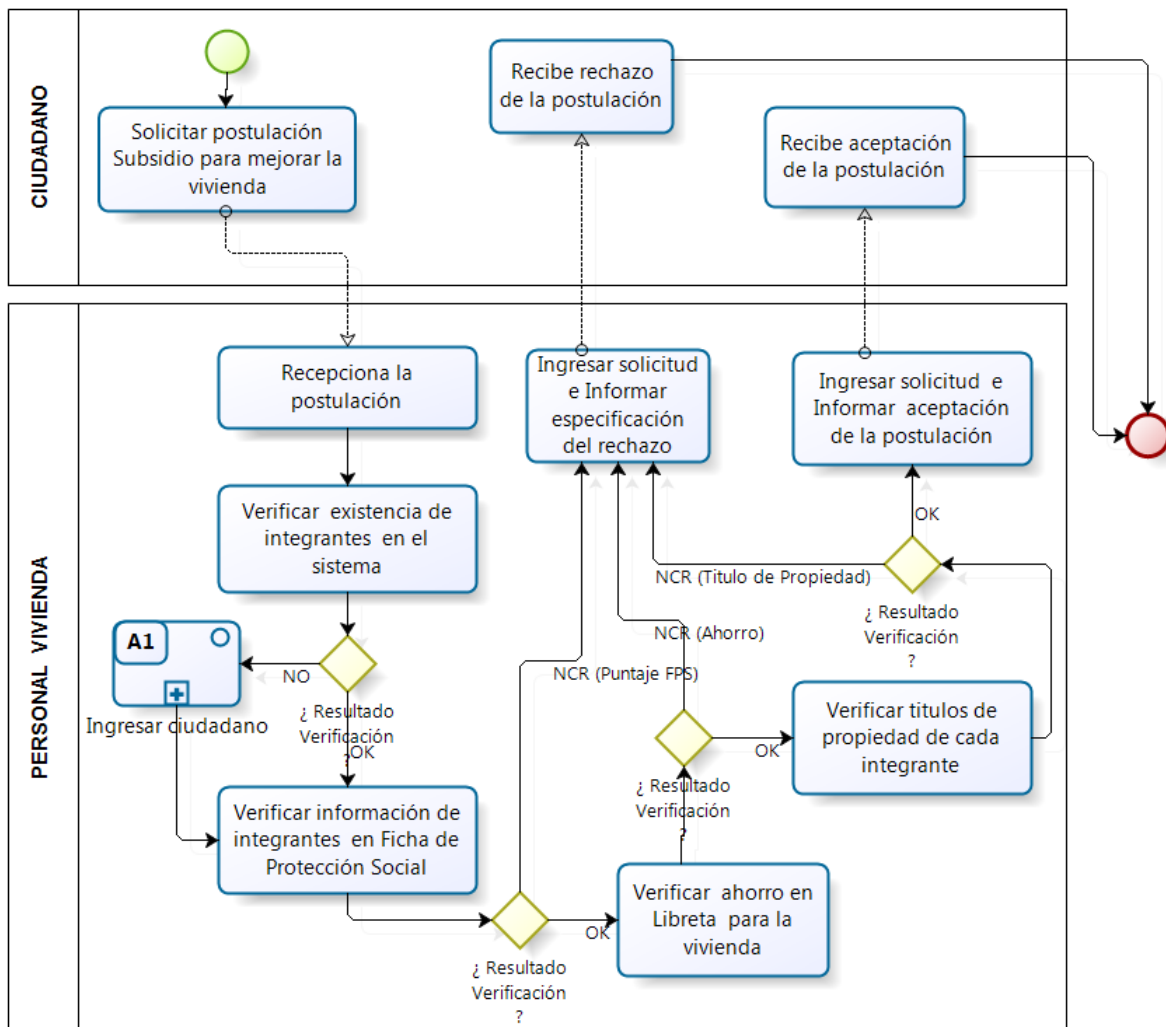 CIUDADANO
Solicitar postulación
Subsidio para mejorar la
vivienda
Recibe rechazo
de la postulación
Recibe aceptación
de la postulación
PERSONAL VIVIENDA
Recepciona la
postulación
Verificar existencia de
integrantes en el
sistema
¿ Resultado
Verificación
?
NO
OK
A1
Ingresar ciudadano
Verificar información de
integrantes en Ficha de
Protección Social
¿ Resultado
Verificación
?
NCR (Puntaje FPS)
OK
Verificar ahorro en
Libreta para la
vivienda
¿ Resultado
Verificación
?
NCR (Ahorro)
OK
Verificar titulos de
propiedad de cada
integrante
¿ Resultado
Verificación
?
NCR (Titulo de Propiedad)
OK
Ingresar solicitud
e Informar
especificación
del rechazo
Ingresar solicitud e
Informar aceptación
de la postulación